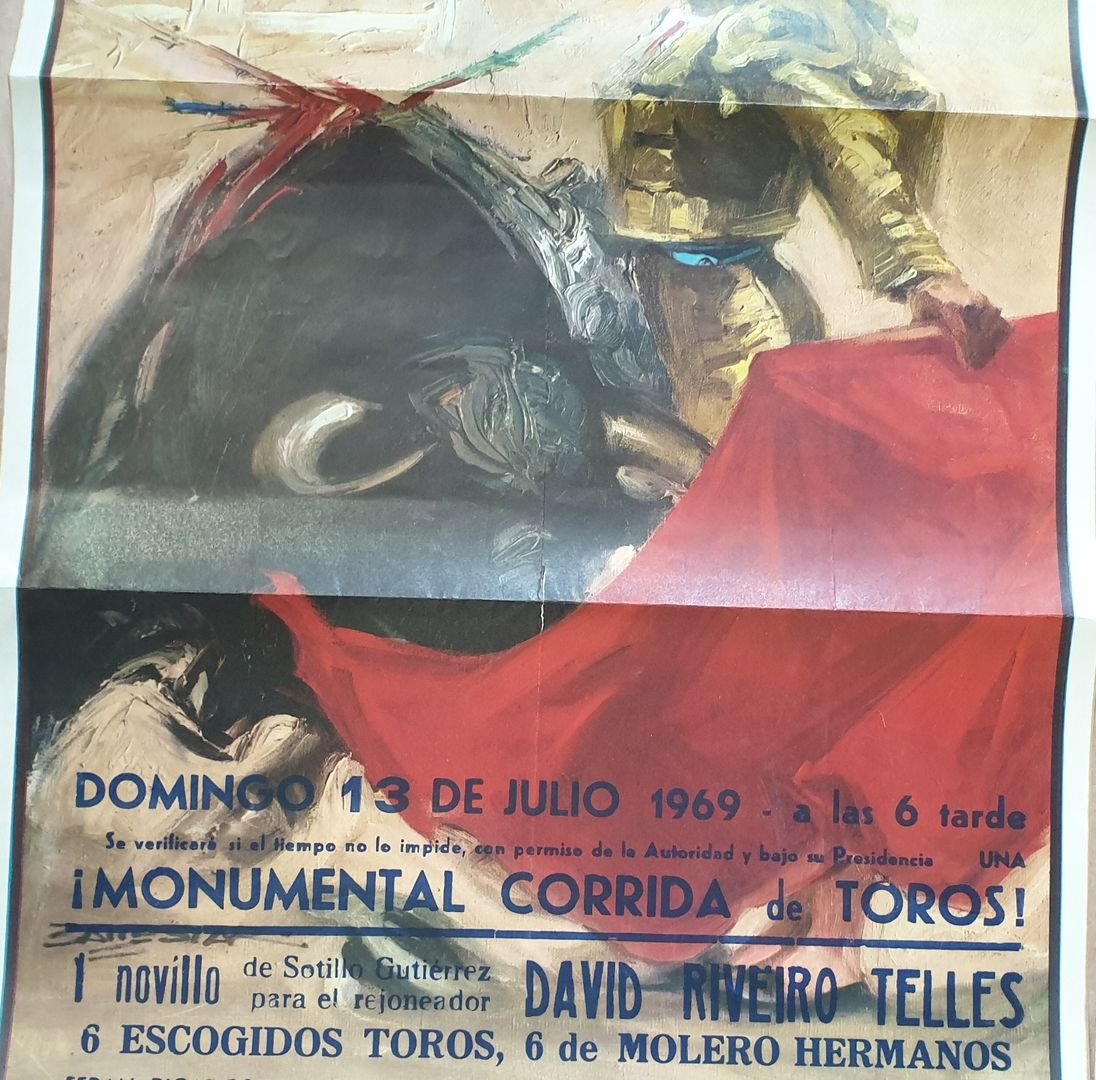 DOMINGO 13 DE JULIO 1969 - a las 6 tarde
Se verificará si el tiempo no lo impide, con permiso de la Autoridad y bajo su Presidencia UNA
¡MONUMENTAL CORRIDA de TOROS!
1 novillo de Sotillo Gutiérrez para el rejoneador DAVID RIVEIRO TELLES
6 ESCOGIDOS TOROS, 6 de MOLERO HERMANOS